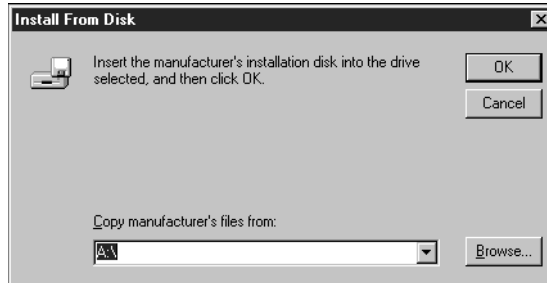 Install From Disk
Insert the manufacturer's installation disk into the drive
selected, and then click OK.
OK
Cancel
Copy manufacturer's files from:
A:\
Browse...